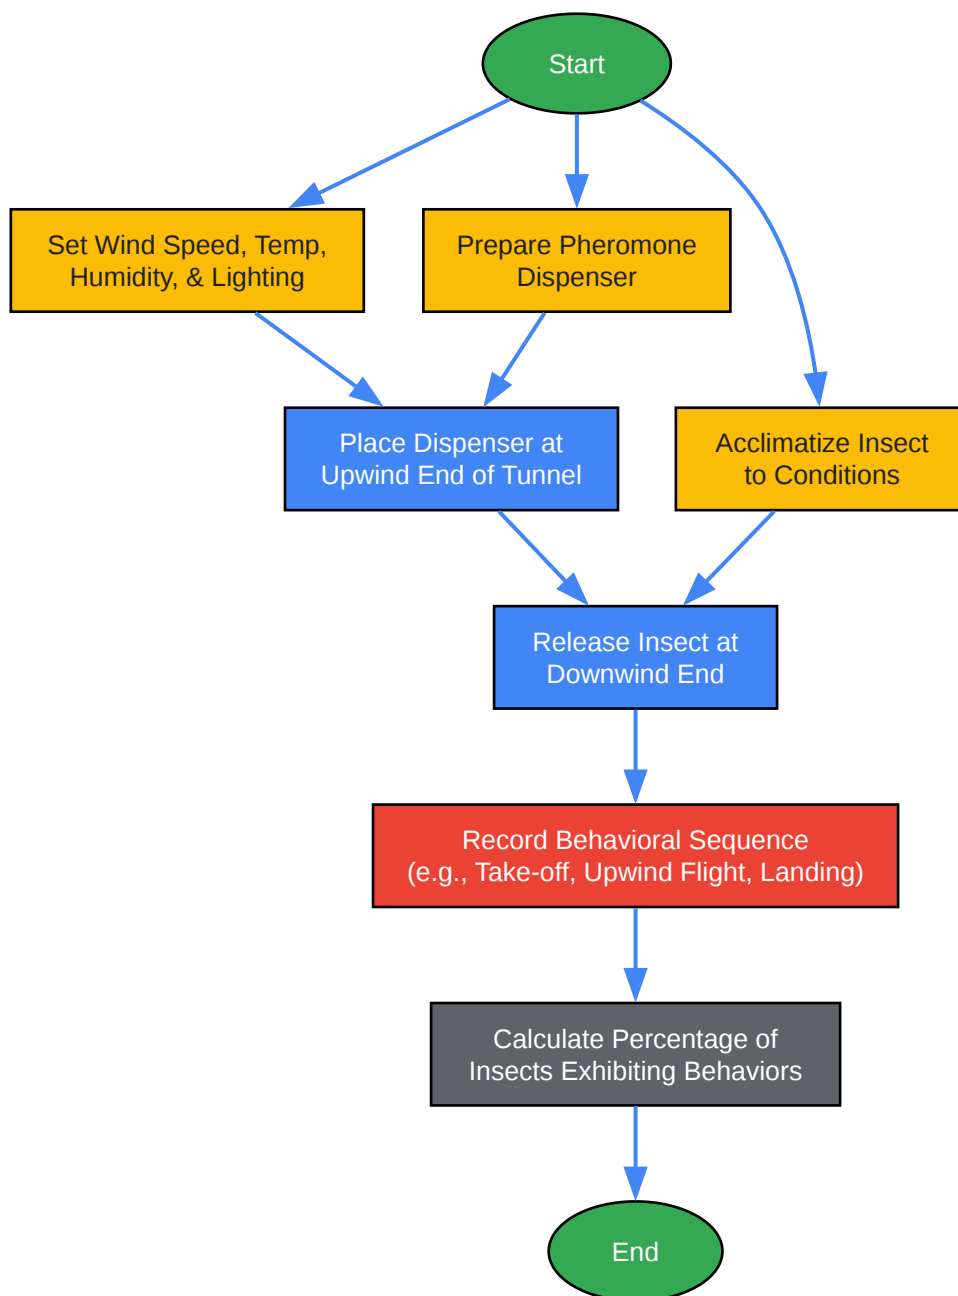 Start
Set Wind Speed, Temp,
Humidity, & Lighting
Prepare Pheromone
Dispenser
Place Dispenser at
Upwind End of Tunnel
Acclimatize Insect
to Conditions
Release Insect at
Downwind End
Record Behavioral Sequence
(e.g., Take-off, Upwind Flight, Landing)
Calculate Percentage of
Insects Exhibiting Behaviors
End